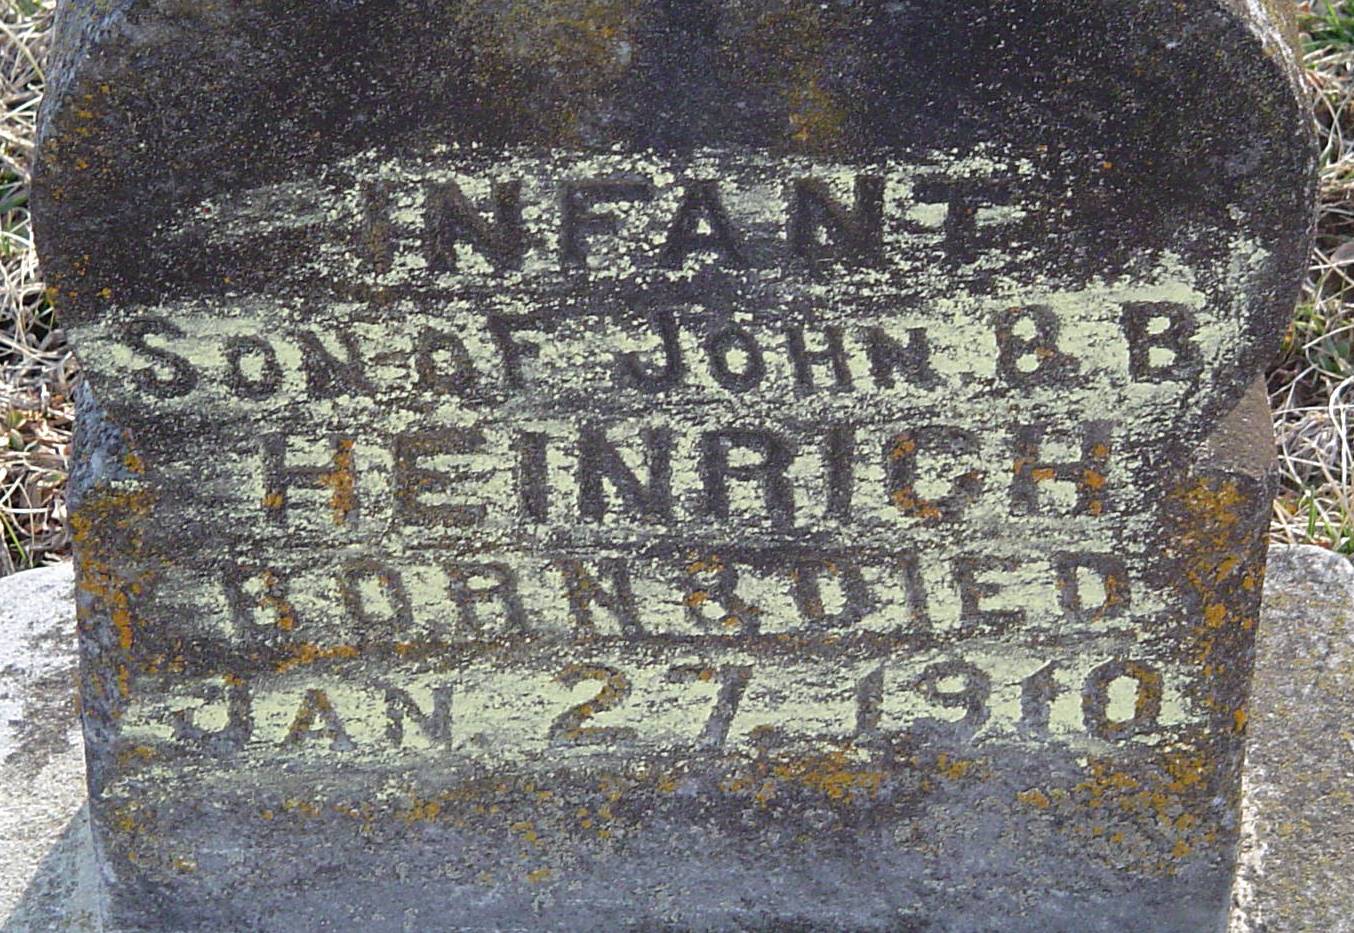 INFANT
SON OF JOHN & B
HEINRICH
BORN & DIED
JAN. 27. 1910